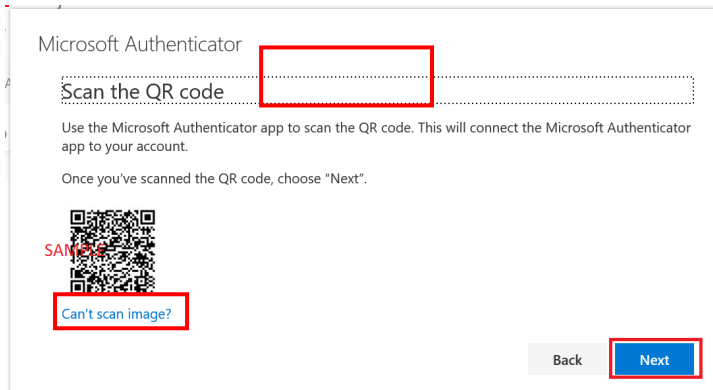 Microsoft Authenticator
Scan the QR code
Use the Microsoft Authenticator app to scan the QR code. This will connect the Microsoft Authenticator
app to your account.
Once you’ve scanned the QR code, choose “Next”.
SAMPLE
Can’t scan image?
Back Next